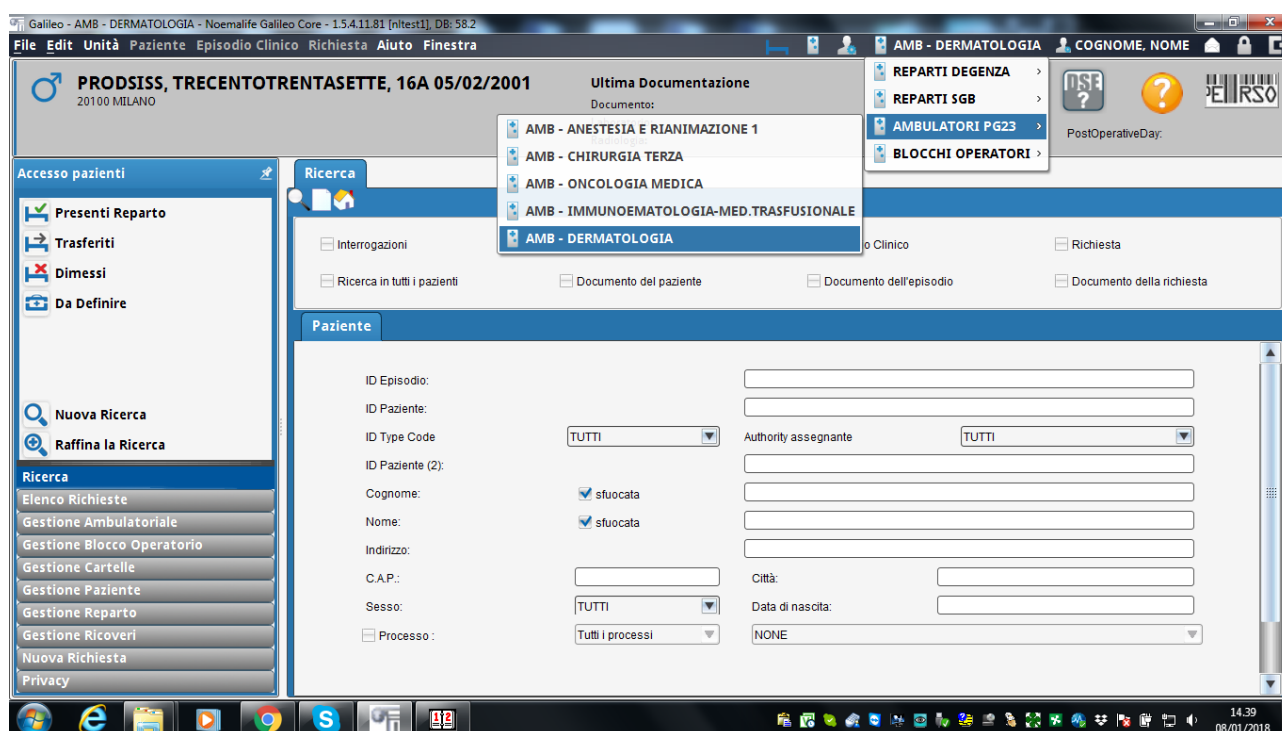 Galileo - AMB - DERMATOLOGIA - Noemalife Galileo Core - 1.5.4.11.81 [nltest1], DB: 58.2
File Edit Unità Paziente Episodio Clinico Richiesta Aiuto Finestra
AMB - DERMATOLOGIA COGNOME, NOME
PRODSISS, TRECENTOTRENTASETTE, 16A 05/02/2001
20100 MILANO
Ultima Documentazione
Documento:
REPARTI DEGENZA
REPARTI SGB
AMBULATORI PG23
BLOCCHI OPERATORI
DSE
?
?
PostOperativeDay:
AMB - ANESTESIA E RIANIMAZIONE 1
AMB - CHIRURGIA TERZA
AMB - ONCOLOGIA MEDICA
AMB - IMMUNOEMATOLOGIA-MED.TRASFUSIONALE
AMB - DERMATOLOGIA
Accesso pazienti
Presenti Reparto
Trasferiti
Dimessi
Da Definire
Nuova Ricerca
Raffina la Ricerca
Ricerca
Elenco Richieste
Gestione Ambulatoriale
Gestione Blocco Operatorio
Gestione Cartelle
Gestione Paziente
Gestione Reparto
Gestione Ricoveri
Nuova Richiesta
Privacy
Ricerca
Interrogazioni o Clinico Richiesta
Ricerca in tutti i pazienti Documento del paziente Documento dell'episodio Documento della richiesta
Paziente
ID Episodio:
ID Paziente:
ID Type Code TUTTI Authority assegnante TUTTI
ID Paziente (2):
Cognome: sfuocata
Nome: sfuocata
Indirizzo:
C.A.P.: Città:
Sesso: TUTTI Data di nascita:
Processo : Tutti i processi NONE
14.39
08/01/2018